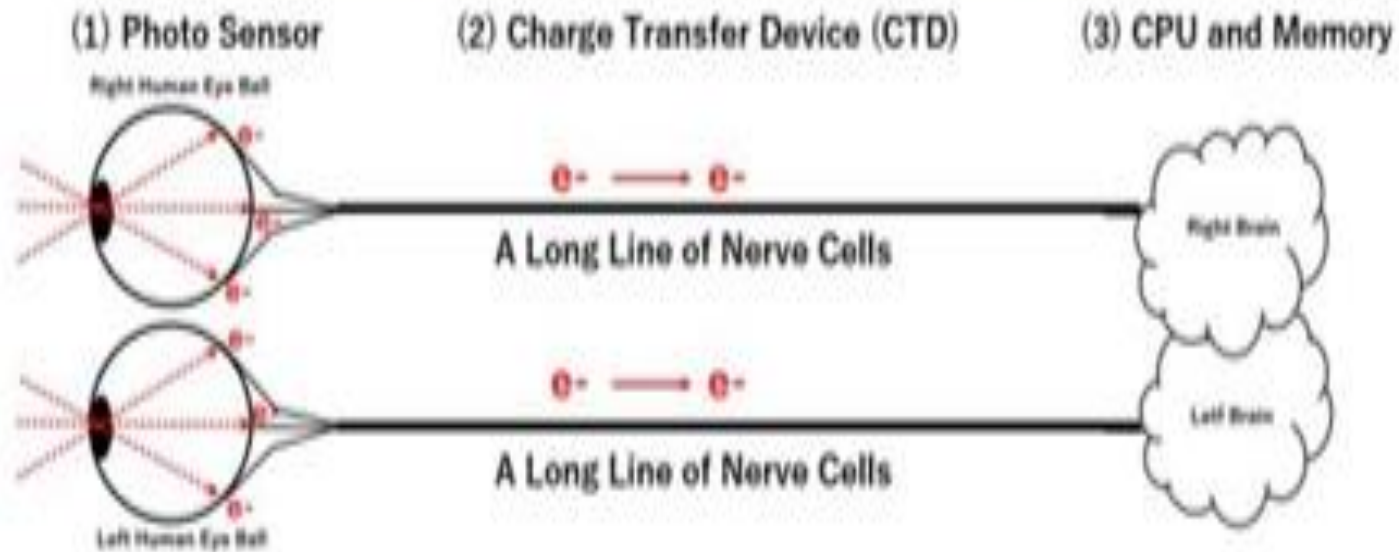 (1) Photo Sensor
(2) Charge Transfer Device (CTD)
(3) CPU and Memory
Right Human Eye Ball
e-
e-
e-
e- e-
A Long Line of Nerve Cells
Right Brain
e-
e-
e-
e- e-
A Long Line of Nerve Cells
Letf Brain
Left Human Eye Ball